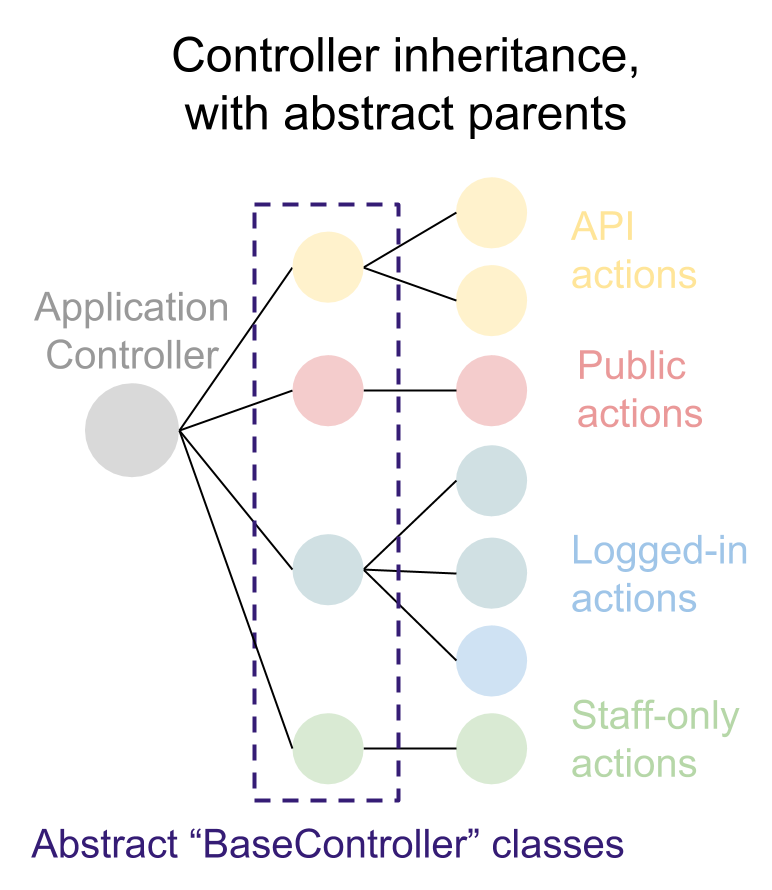 Controller inheritance,
with abstract parents
Application
Controller
API
actions
Public
actions
Logged-in
actions
Staff-only
actions
Abstract “BaseController” classes